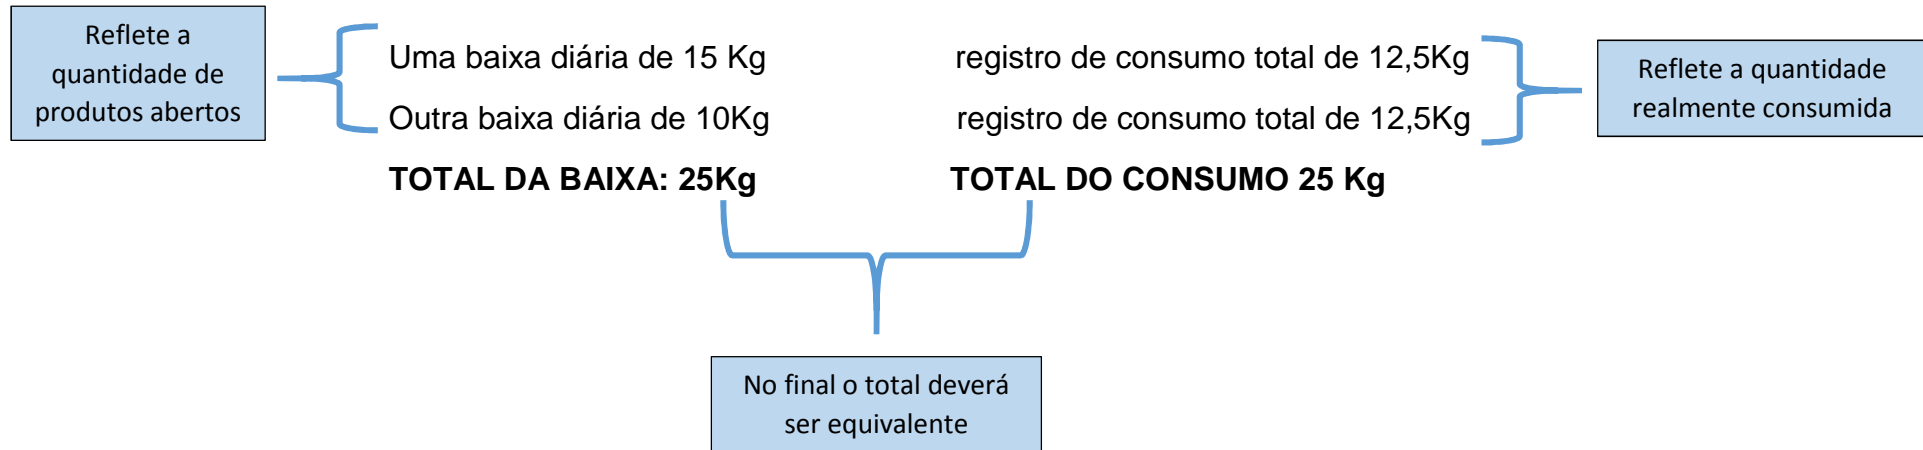 Reflete a
quantidade de
produtos abertos
Uma baixa diária de 15 Kg
registro de consumo total de 12,5Kg
Outra baixa diária de 10Kg
registro de consumo total de 12,5Kg
TOTAL DA BAIXA: 25Kg
TOTAL DO CONSUMO 25 Kg
Reflete a quantidade
realmente consumida
No final o total deverá
ser equivalente